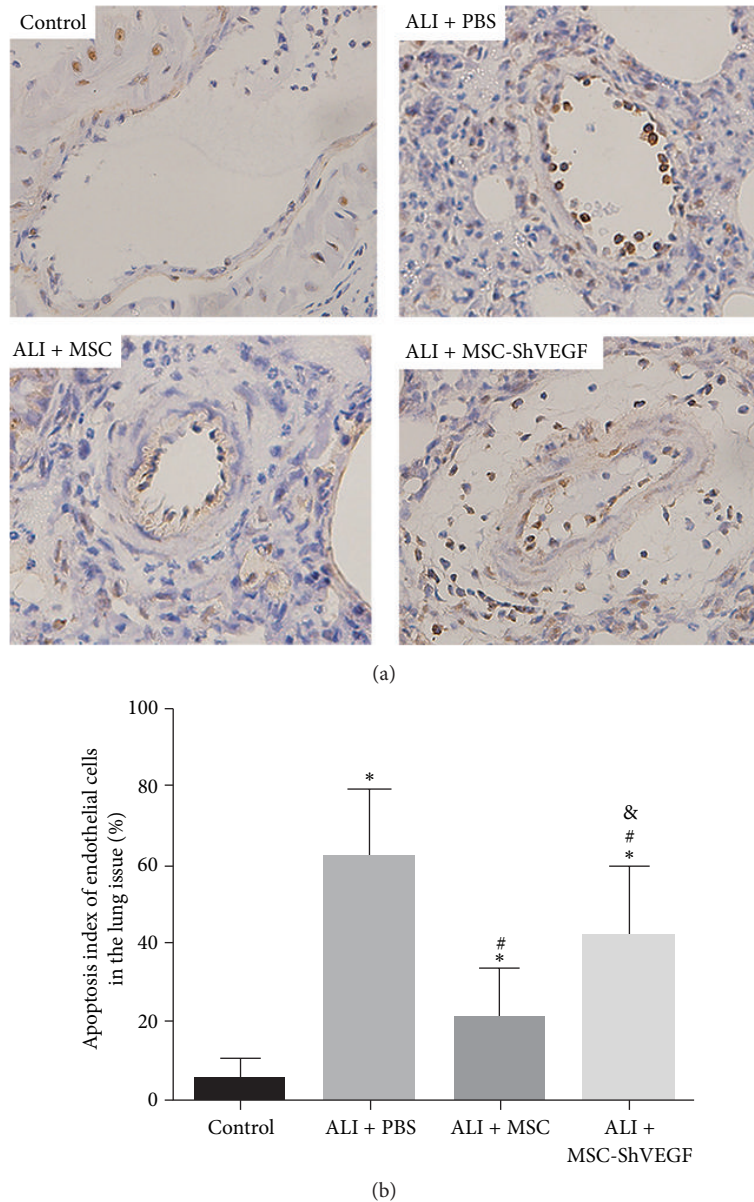 Control
ALI + PBS
ALI + MSC
ALI + MSC-ShVEGF
(a)
Apoptosis index of endothelial cells
in the lung issue (%)
100
80
60
40
20
0
*
#
*
&
#
*
Control
ALI + PBS
ALI + MSC
ALI +
MSC-ShVEGF
(b)